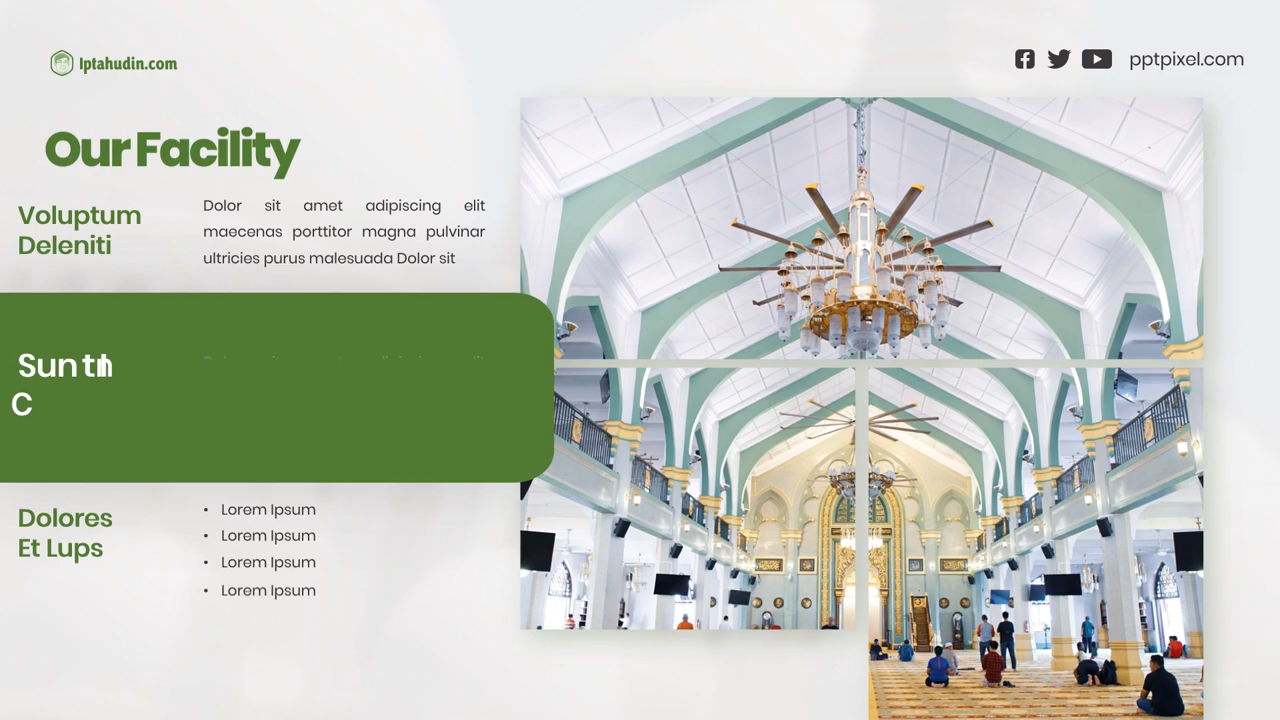 Iptahudin.com
pptpixel.com
Our Facility
Voluptum
Deleniti
Dolor sit amet adipiscing elit
maecenas porttitor magna pulvinar
ultricies purus malesuada Dolor sit
Sun
C
Dolores
Et Lups
• Lorem Ipsum
• Lorem Ipsum
• Lorem Ipsum
• Lorem Ipsum